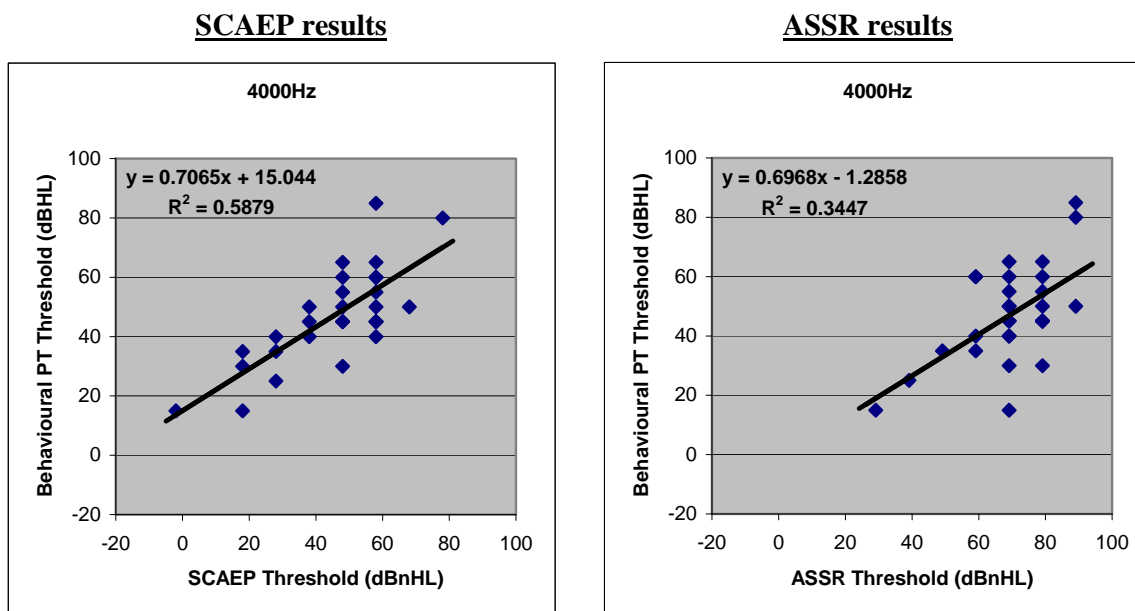 SCAEP results
4000Hz
y = 0.7065x + 15.044
R² = 0.5879
Behavioural PT Threshold (dBHL)
100
80
60
40
20
0
-20
-20 0 20 40 60 80 100
SCAEP Threshold (dBnHL)
ASSR results
4000Hz
y = 0.6968x - 1.2858
R² = 0.3447
Behavioural PT Threshold (dBHL)
100
80
60
40
20
0
-20
-20 0 20 40 60 80 100
ASSR Threshold (dBnHL)